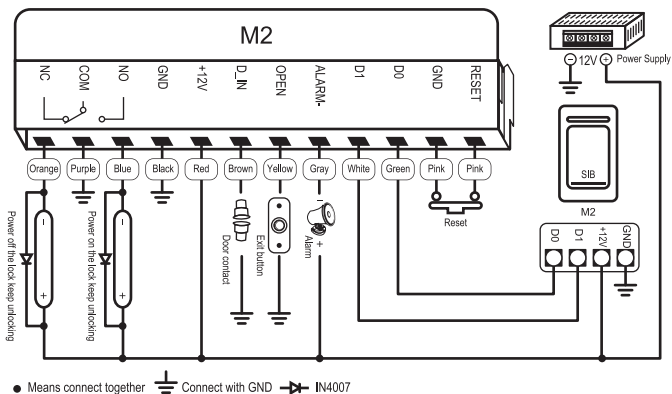 M2
NC
COM
NO
GND
+12V
D_IN
OPEN
ALARM-
D1
D0
GND
RESET
Orange
Purple
Blue
Black
Red
Brown
Yellow
Gray
White
Green
Pink
Pink
- 12V + Power Supply
SIB
M2
D0
D1
+12V
GND
Power off the lock keep unlocking
-
+
Power on the lock keep unlocking
-
+
Door contact
Exit button
-
+
Alarm
Reset
● Means connect together
Connect with GND
IN4007